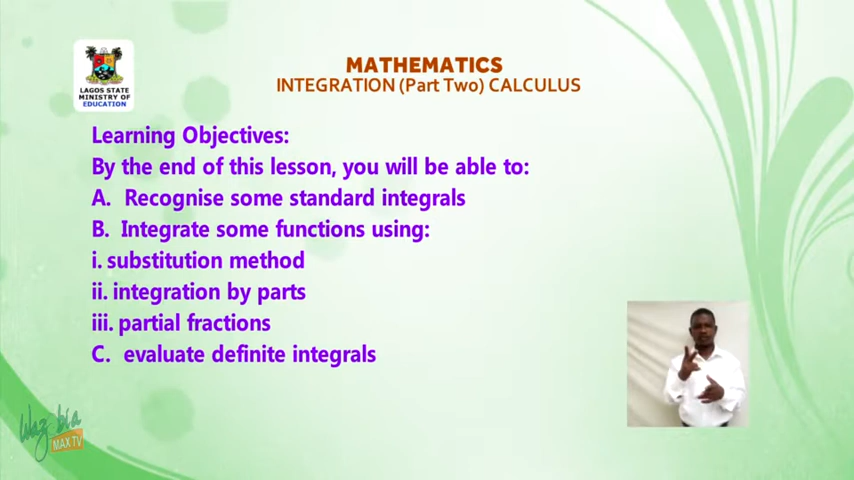 LAGOS STATE
MINISTRY OF
EDUCATION
MATHEMATICS
INTEGRATION (Part Two) CALCULUS
Learning Objectives:
By the end of this lesson, you will be able to:
A. Recognise some standard integrals
B. Integrate some functions using:
i. substitution method
ii. integration by parts
iii. partial fractions
C. evaluate definite integrals
Wazobia
MAX TV